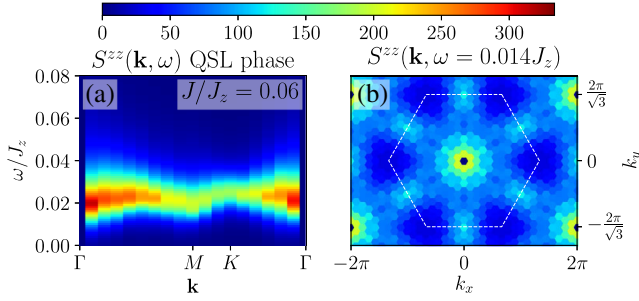 0 50 100 150 200 250 300
S^{zz}(k, ω) QSL phase
S^{zz}(k, ω = 0.014J_z)
(a)
J/J_z = 0.06
0.08
0.06
0.04
0.02
0.00
ω/J_z
Γ M K Γ
k
(b)
2π/√3
0
−2π/√3
k_y
−2π 0 2π
k_x